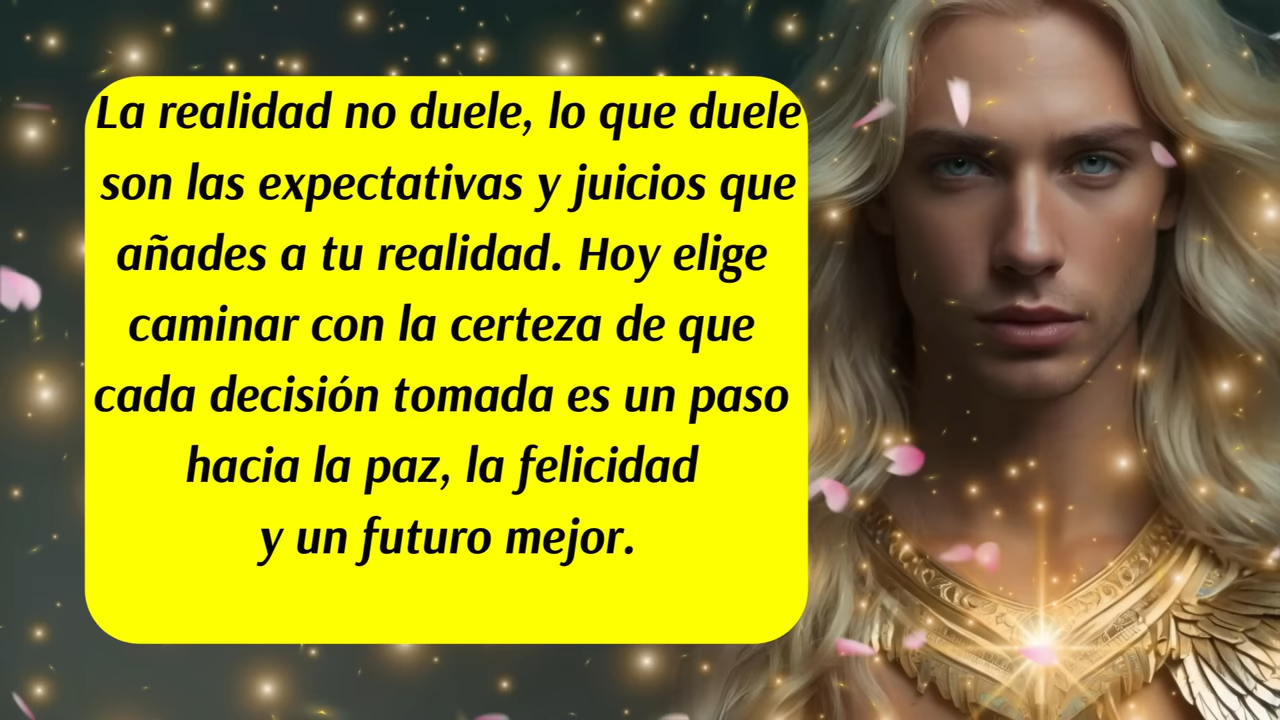 La realidad no duele, lo que duele
son las expectativas y juicios que
añades a tu realidad. Hoy elige
caminar con la certeza de que
cada decisión tomada es un paso
hacia la paz, la felicidad
y un futuro mejor.